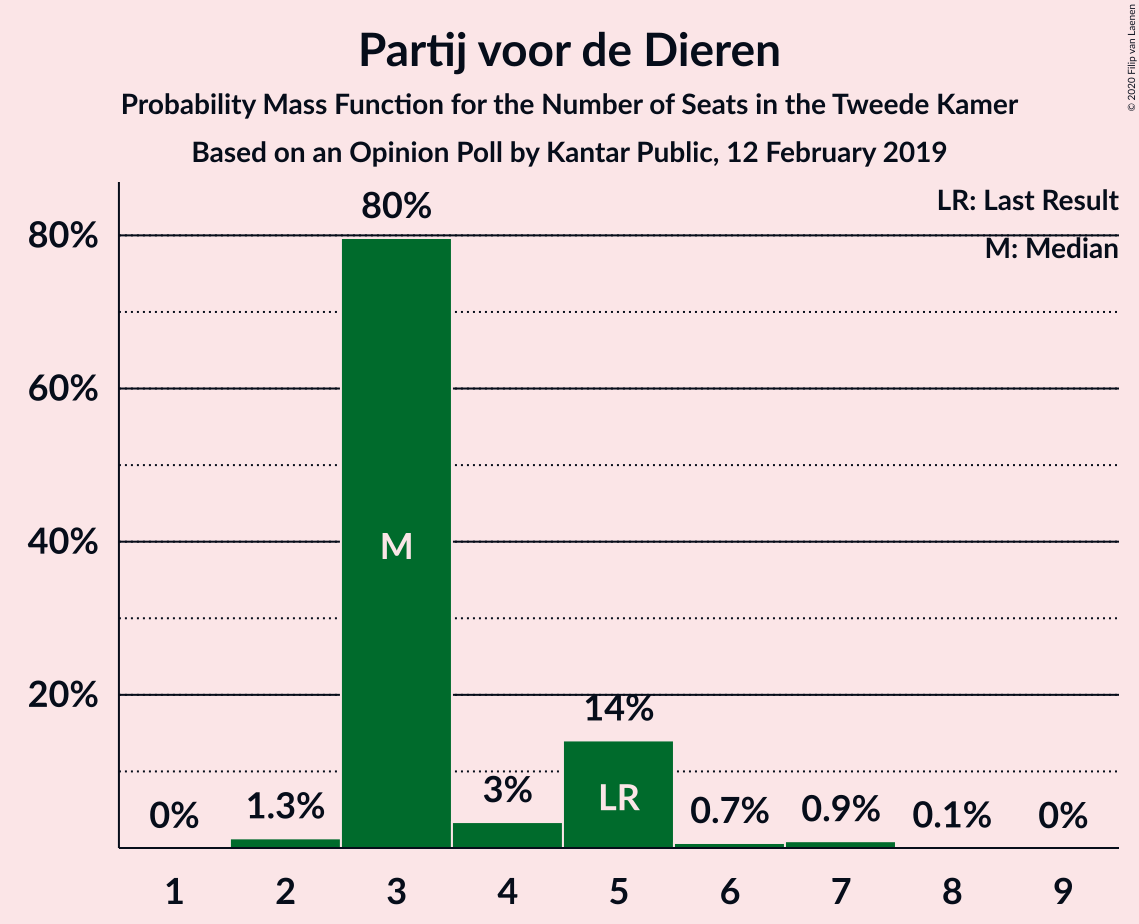 Partij voor de Dieren
Probability Mass Function for the Number of Seats in the Tweede Kamer
Based on an Opinion Poll by Kantar Public, 12 February 2019
© 2020 Filip van Laenen
LR: Last Result
M: Median
80%
60%
40%
20%
0%
1.3%
80%
M
3%
14%
LR
0.7%
0.9%
0.1%
0%
1 2 3 4 5 6 7 8 9